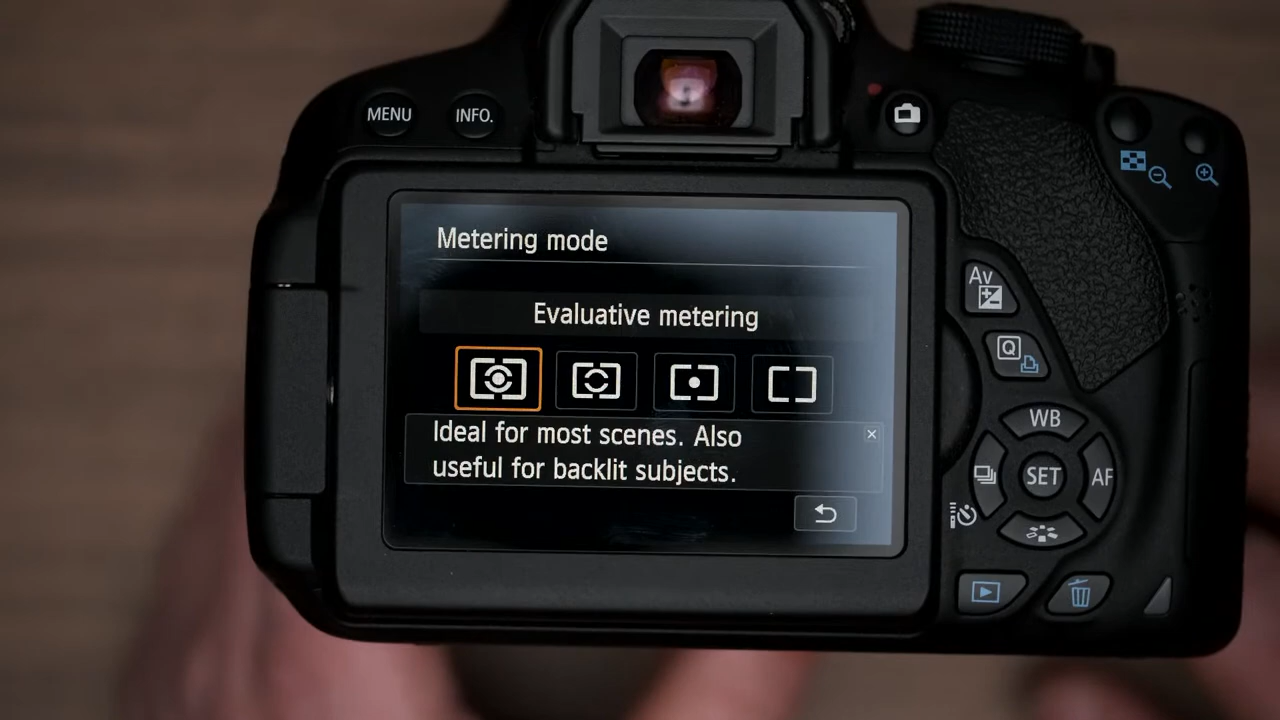 MENU
INFO.
Metering mode
Evaluative metering
Ideal for most scenes. Also
useful for backlit subjects.
Av
Q
WB
SET
AF